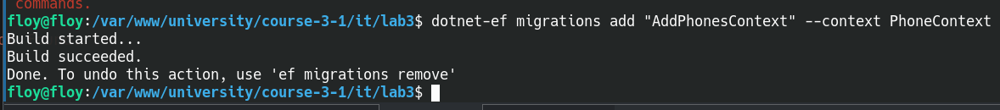 commands.
floy@floy:/var/www/university/course-3-1/it/lab3$ dotnet-ef migrations add "AddPhonesContext" --context PhoneContext
Build started...
Build succeeded.
Done. To undo this action, use 'ef migrations remove'
floy@floy:/var/www/university/course-3-1/it/lab3$